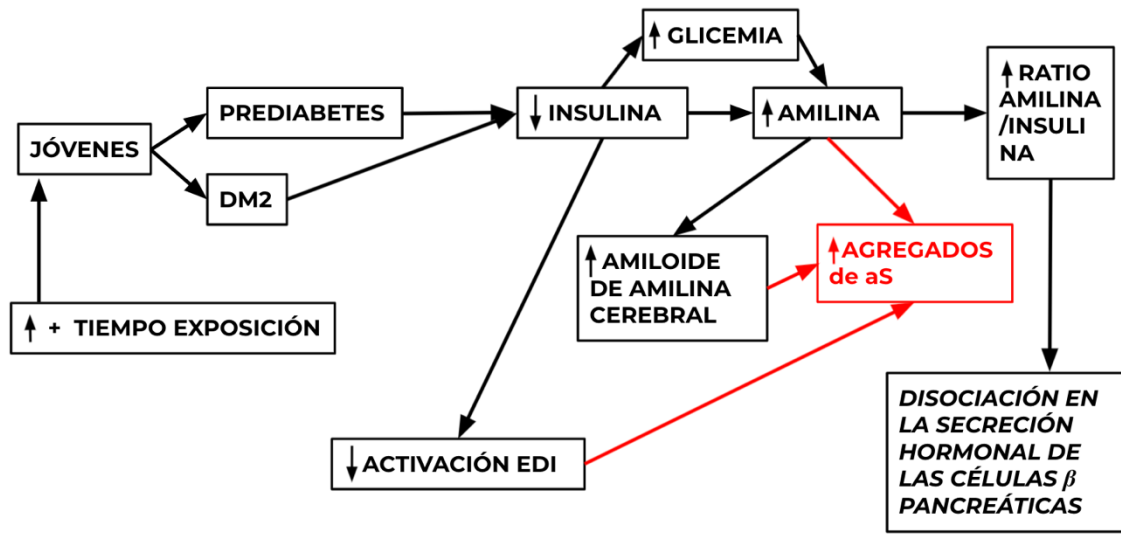 ↑ GLICEMIA
↑ RATIO
AMILINA
/INSULI
NA
PREDIABETES
↓ INSULINA
↑ AMILINA
JÓVENES
DM2
↑ AMILOIDE
DE AMILINA
CEREBRAL
↑ AGREGADOS
de aS
↑ + TIEMPO EXPOSICIÓN
DISOCIACIÓN EN
LA SECRECIÓN
HORMONAL DE
LAS CÉLULAS β
PANCREÁTICAS
↓ ACTIVACIÓN EDI